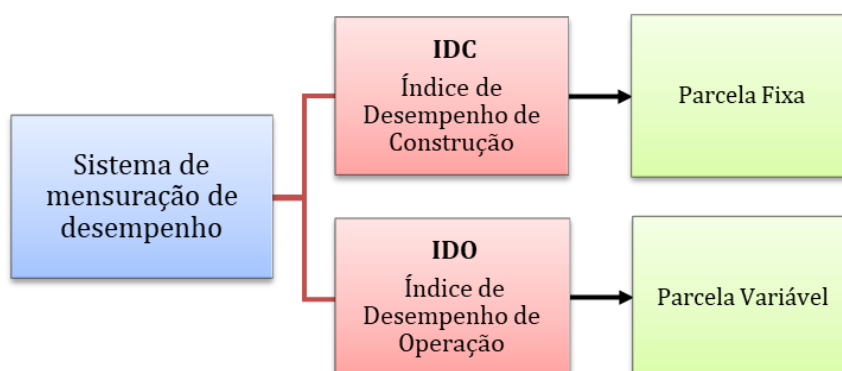 Sistema de
mensuração de
desempenho
IDC
Índice de
Desempenho de
Construção
Parcela Fixa
IDO
Índice de
Desempenho de
Operação
Parcela Variável